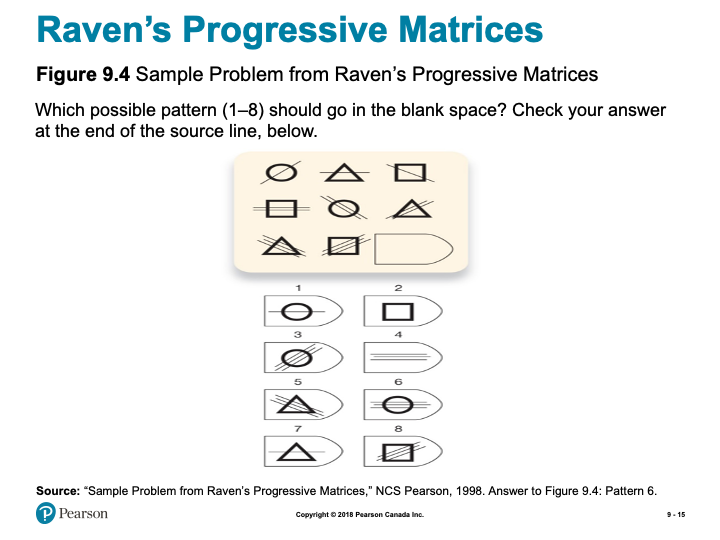 Raven’s Progressive Matrices
Figure 9.4 Sample Problem from Raven’s Progressive Matrices
Which possible pattern (1–8) should go in the blank space? Check your answer
at the end of the source line, below.
1 2
3 4
5 6
7 8
Source: “Sample Problem from Raven’s Progressive Matrices,” NCS Pearson, 1998. Answer to Figure 9.4: Pattern 6.
P Pearson
Copyright © 2018 Pearson Canada Inc.
9 - 15